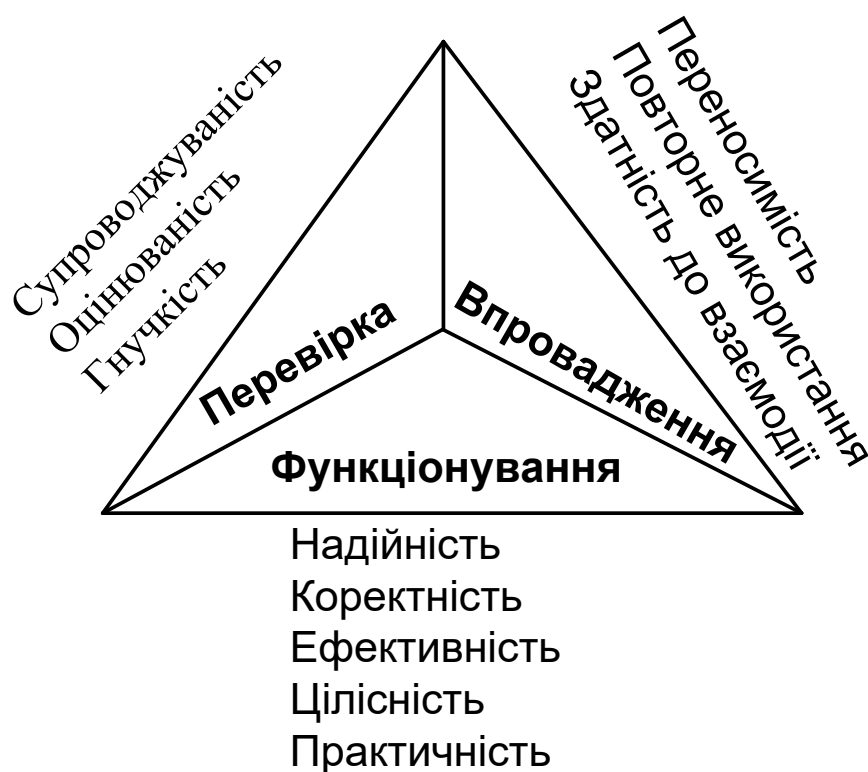 Супроводжуваність
Оцінюваність
Гнучкість
Переносимість
Повторне використання
Здатність до взаємодії
Перевірка
Впровадження
Функціонування
Надійність
Коректність
Ефективність
Цілісність
Практичність